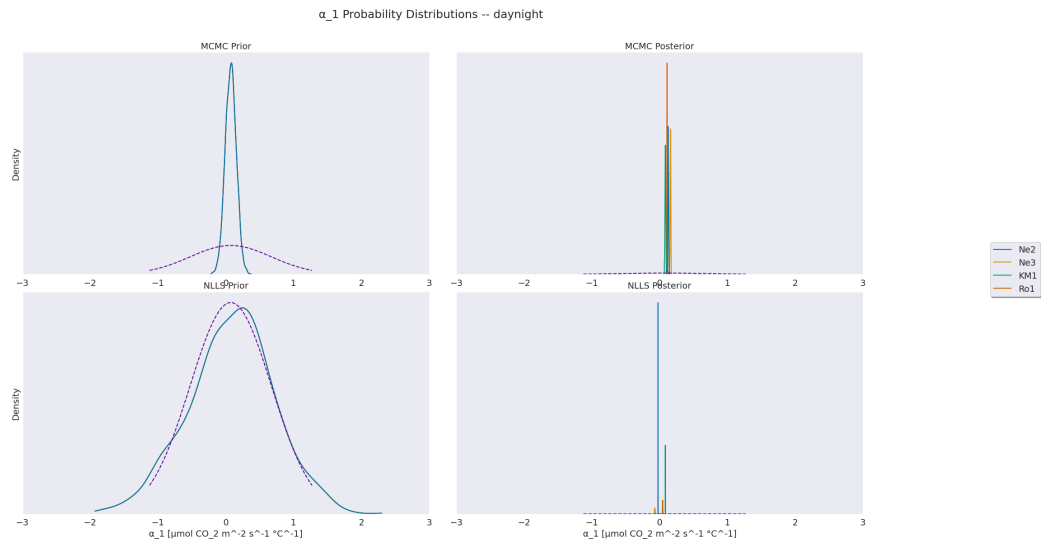 α_1 Probability Distributions -- daynight
MCMC Prior
MCMC Posterior
Density
−3 −2 −1 0 1 2 3
−3 −2 −1 0 1 2 3
NLLS Prior
NLLS Posterior
Density
−3 −2 −1 0 1 2 3
−3 −2 −1 0 1 2 3
α_1 [μmol CO_2 m^-2 s^-1 °C^-1]
α_1 [μmol CO_2 m^-2 s^-1 °C^-1]
Ne2
Ne3
KM1
Ro1